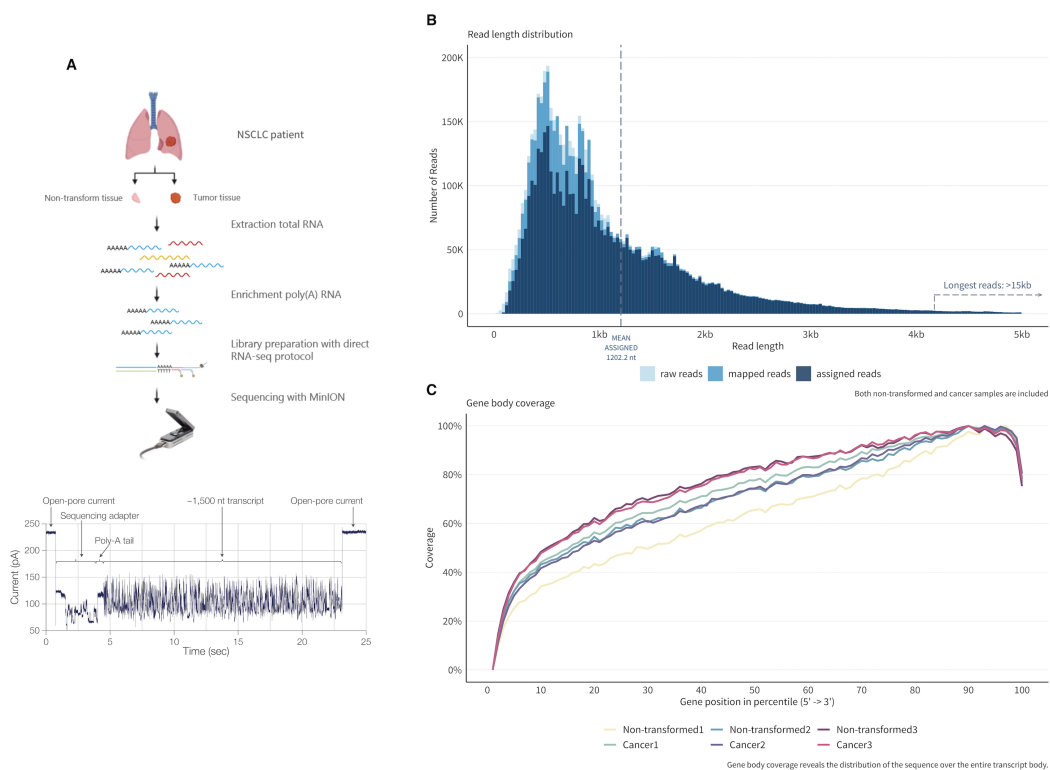 A
NSCLC patient
Non-transform tissue
Tumor tissue
Extraction total RNA
AAAAA
AAAAA
AAAAA
Enrichment poly(A) RNA
AAAAA
AAAAA
AAAAA
Library preparation with direct
RNA-seq protocol
AAAAA
TTTTT
Sequencing with MinION
Open-pore current
~1,500 nt transcript
Open-pore current
Sequencing adapter
Poly-A tail
Current (pA)
250
200
150
100
50
0
5
10
15
20
25
Time (sec)
B
Read length distribution
Number of Reads
200K
150K
100K
50K
0
Longest reads: >15kb
0
1kb
2kb
3kb
4kb
5kb
MEAN
ASSIGNED
1202.2 nt
Read length
raw reads
mapped reads
assigned reads
Both non-transformed and cancer samples are included
C
Gene body coverage
Coverage
100%
80%
60%
40%
20%
0%
0
10
20
30
40
50
60
70
80
90
100
Gene position in percentile (5' -> 3')
Non-transformed1
Non-transformed2
Non-transformed3
Cancer1
Cancer2
Cancer3
Gene body coverage reveals the distribution of the sequence over the entire transcript body.